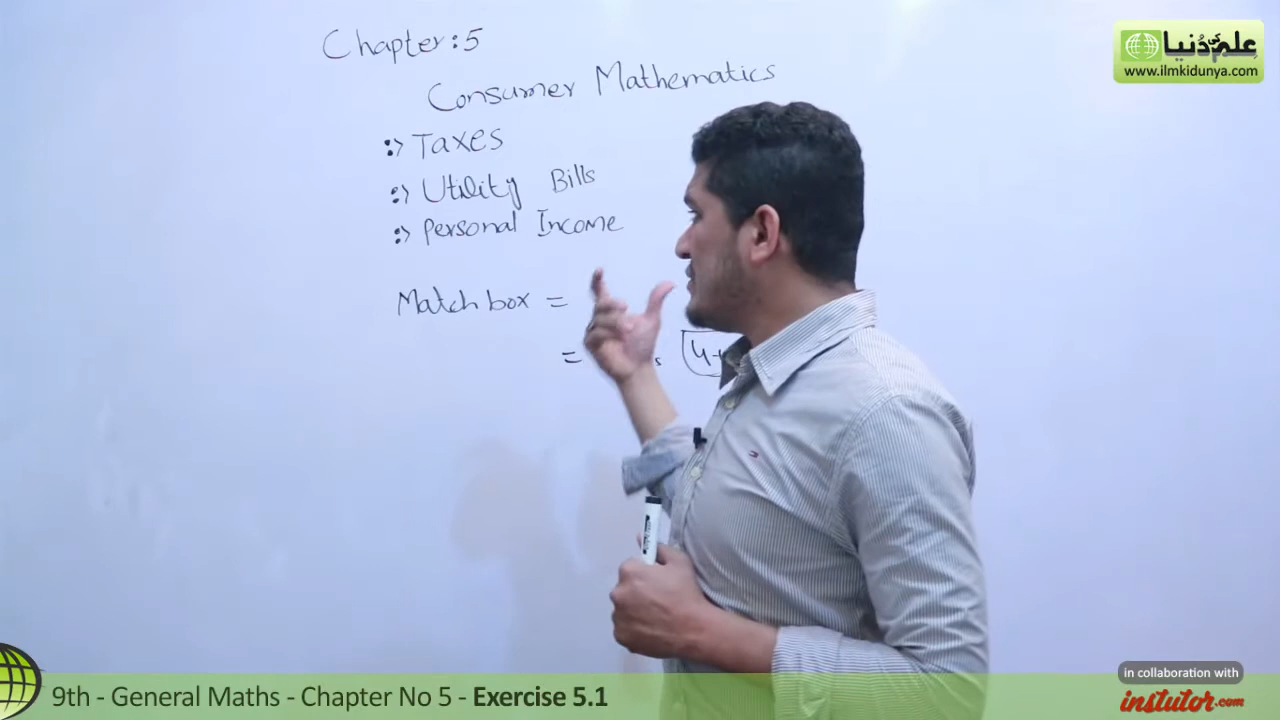 Chapter:5
Consumer Mathematics
:> Taxes
:> Utility Bills
:> Personal Income
Match box =
=
علم کی دُنیا
www.ilmkidunya.com
9th - General Maths - Chapter No 5 - Exercise 5.1
in collaboration with
instutor.com